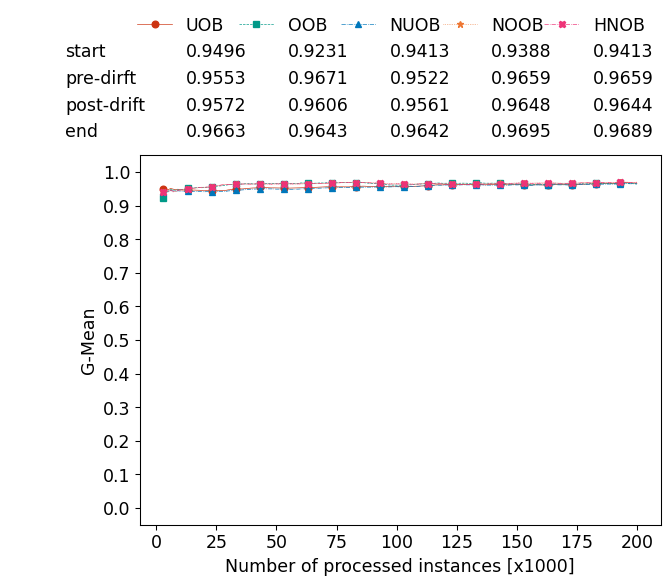 UOB OOB NUOB NOOB HNOB
start 0.9496 0.9231 0.9413 0.9388 0.9413
pre-dirft 0.9553 0.9671 0.9522 0.9659 0.9659
post-drift 0.9572 0.9606 0.9561 0.9648 0.9644
end 0.9663 0.9643 0.9642 0.9695 0.9689
1.0
0.9
0.8
0.7
0.6
0.5
0.4
0.3
0.2
0.1
0.0
G-Mean
0 25 50 75 100 125 150 175 200
Number of processed instances [x1000]